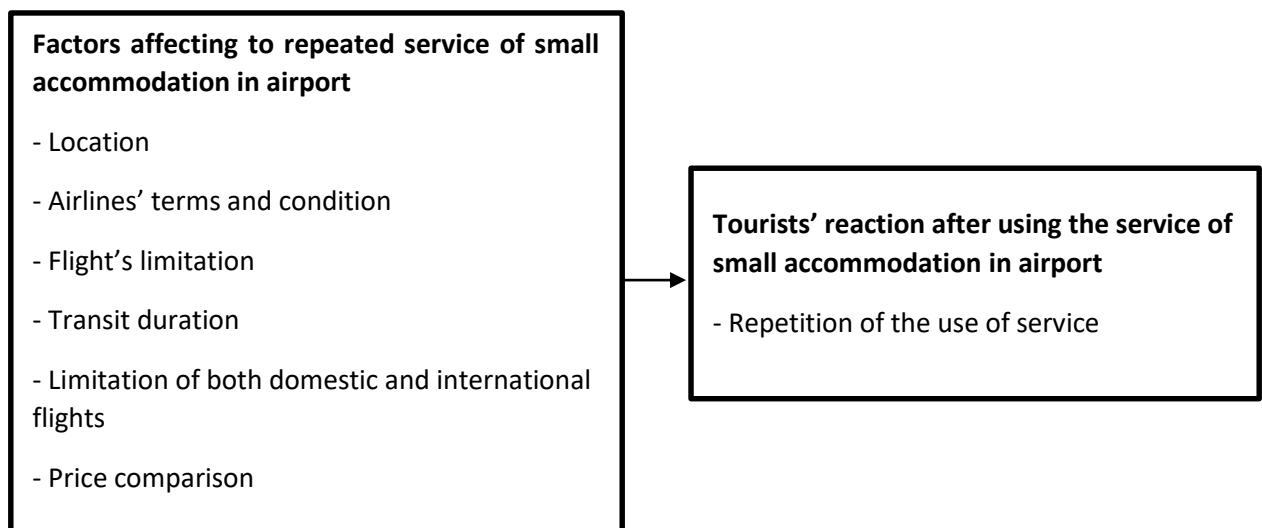 Factors affecting to repeated service of small
accommodation in airport
- Location
- Airlines’ terms and condition
- Flight’s limitation
- Transit duration
- Limitation of both domestic and international
flights
- Price comparison
Tourists’ reaction after using the service of
small accommodation in airport
- Repetition of the use of service